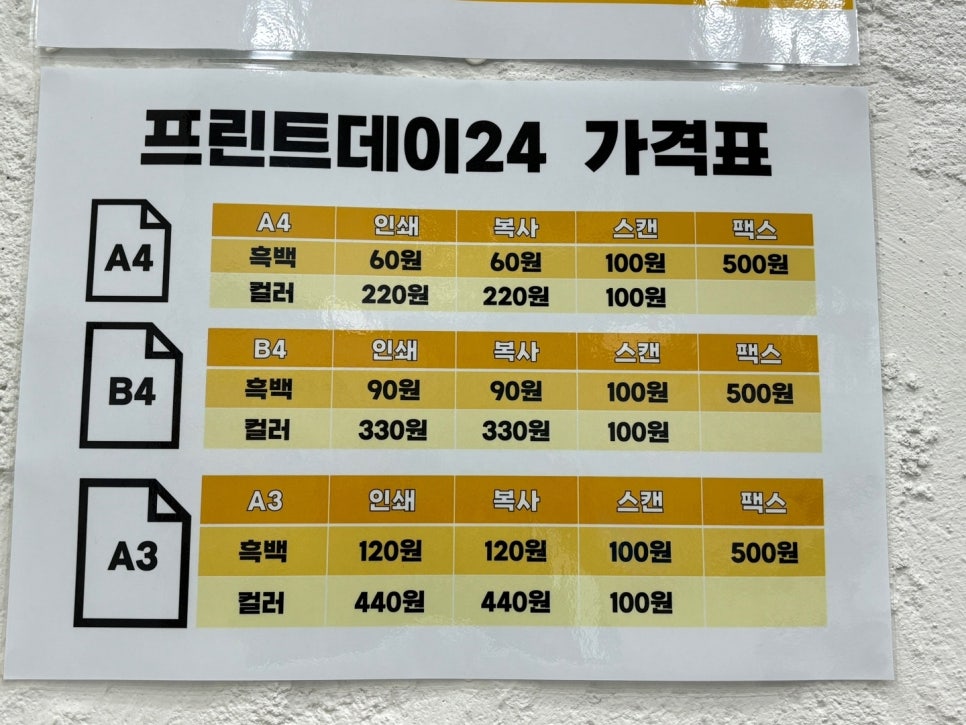 프린트데이24 가격표
A4
A4 인쇄 복사 스캔 팩스
흑백 60원 60원 100원 500원
컬러 220원 220원 100원
B4
B4 인쇄 복사 스캔 팩스
흑백 90원 90원 100원 500원
컬러 330원 330원 100원
A3
A3 인쇄 복사 스캔 팩스
흑백 120원 120원 100원 500원
컬러 440원 440원 100원